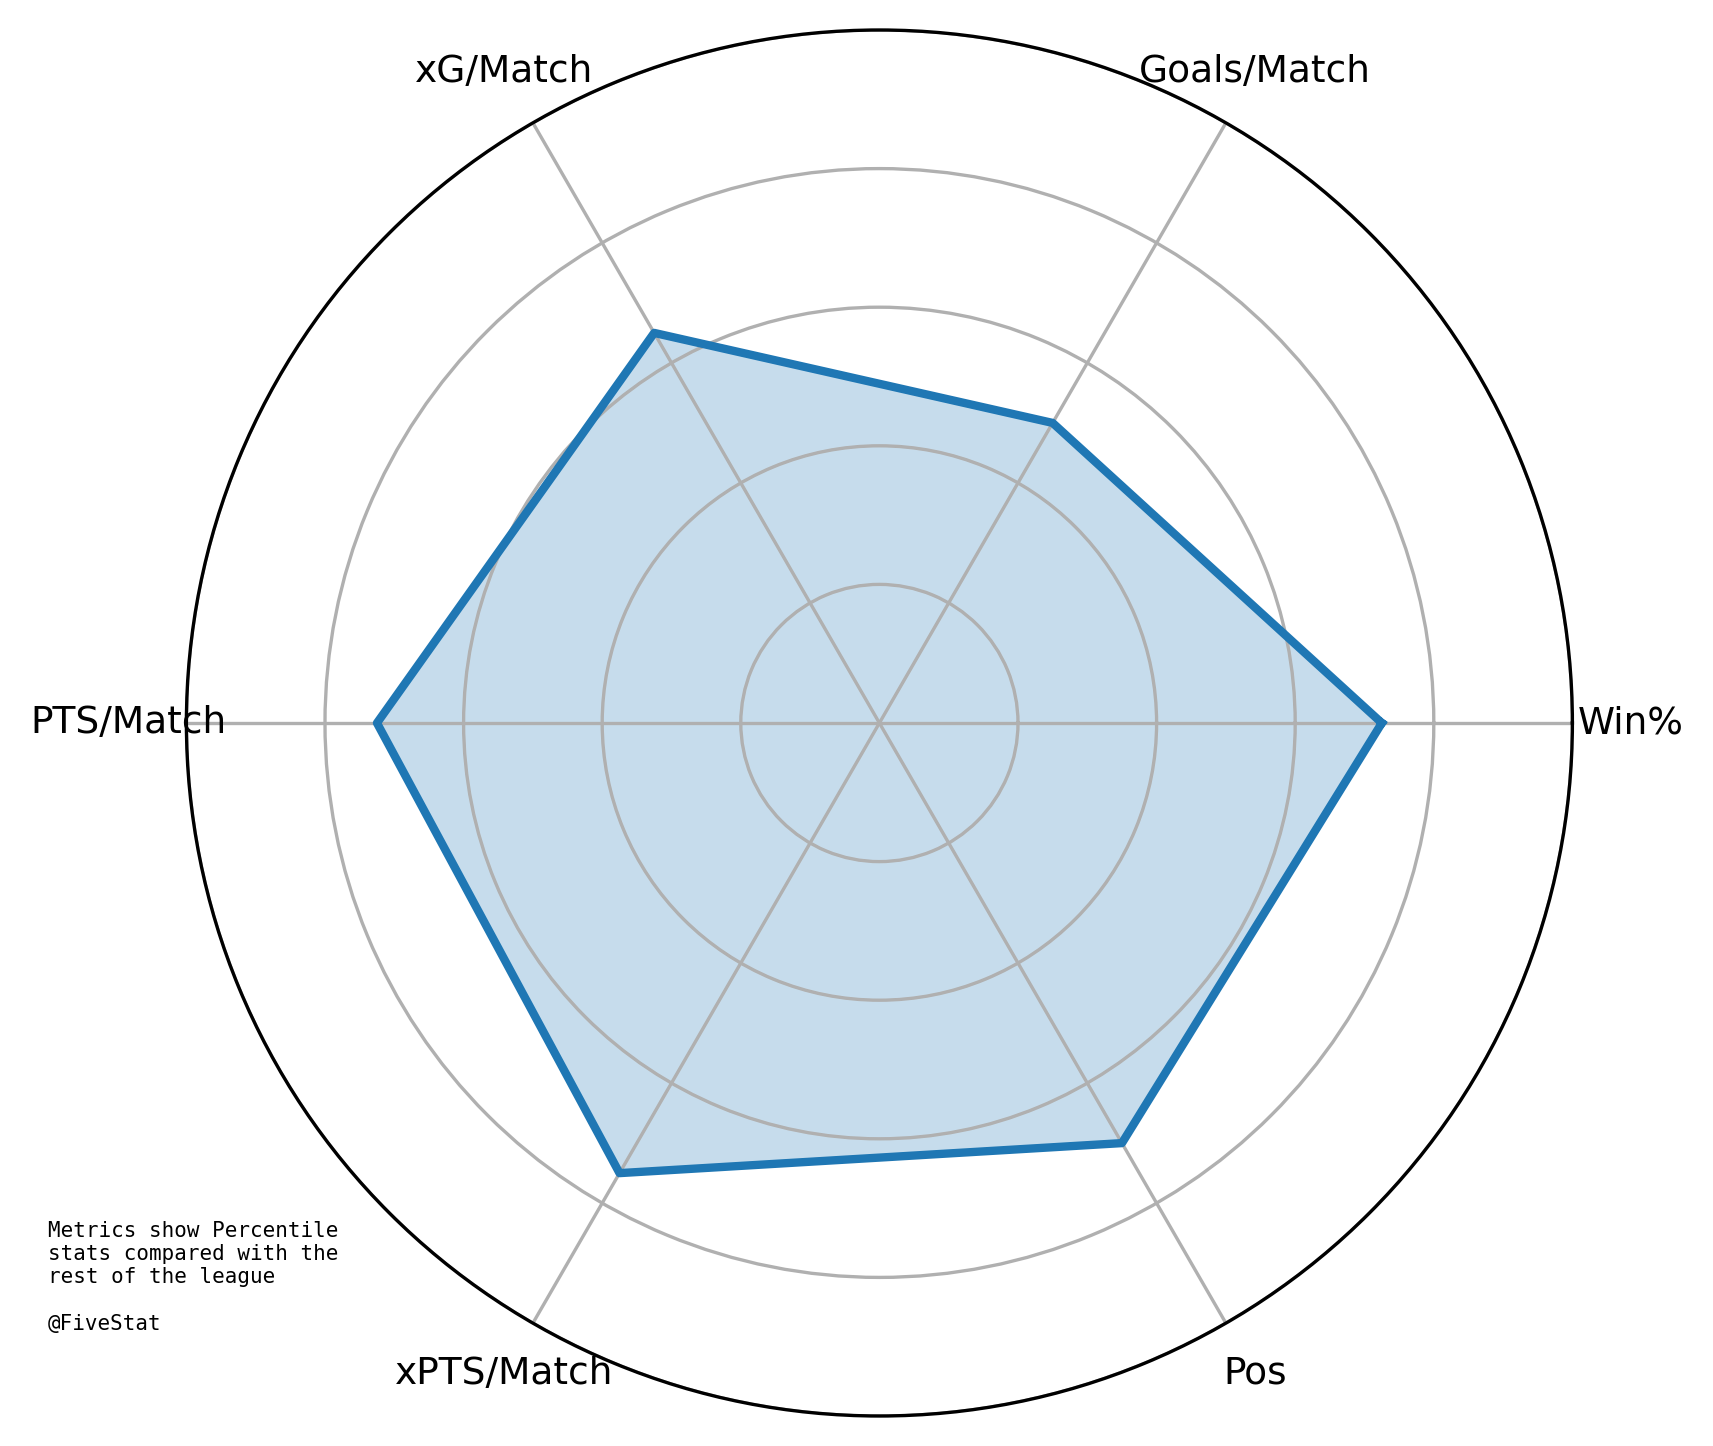 xG/Match
Goals/Match
PTS/Match
Win%
Metrics show Percentile
stats compared with the
rest of the league
@FiveStat
xPTS/Match
Pos